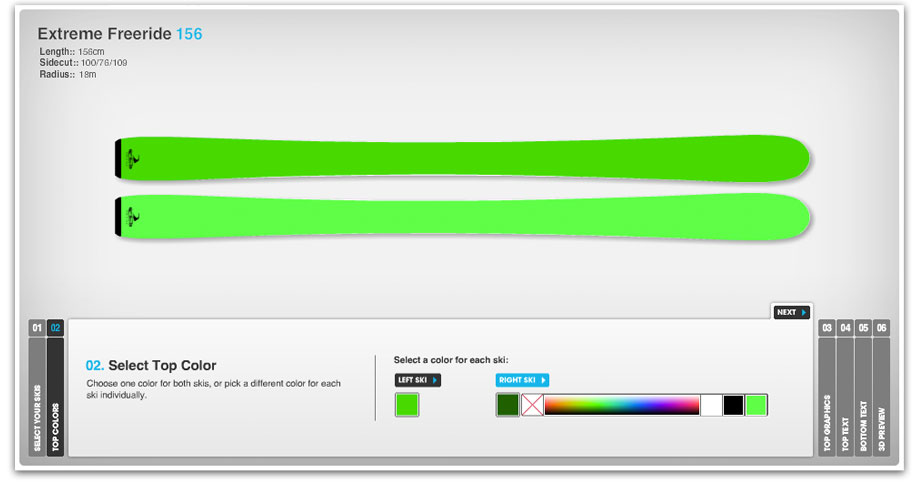 Extreme Freeride 156
Length:: 156cm
Sidecut:: 100/76/109
Radius:: 18m
NEXT
01
02
03
04
05
06
SELECT YOUR SKIS
TOP COLORS
02. Select Top Color
Choose one color for both skis, or pick a different color for each
ski individually.
Select a color for each ski:
LEFT SKI
RIGHT SKI
TOP GRAPHICS
TOP TEXT
BOTTOM TEXT
3D PREVIEW